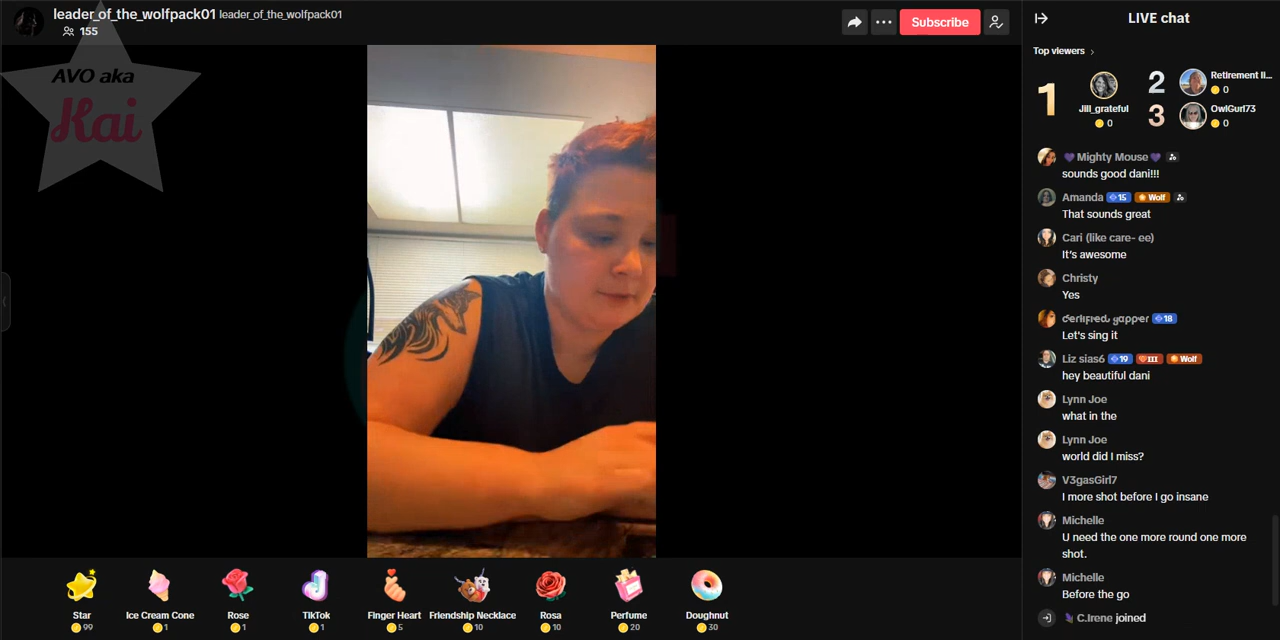 leader_of_the_wolfpack01 leader_of_the_wolfpack01
155
Subscribe
AVO aka
Kai
LIVE chat
Top viewers
1
Jill_grateful
0
2
Retirement li...
0
3
OwlGurl73
0
💜Mighty Mouse💜
sounds good dani!!!
Amanda 15 Wolf
That sounds great
Cari (like care- ee)
It's awesome
Christy
Yes
18
Let's sing it
Liz sias6 19 III Wolf
hey beautiful dani
Lynn Joe
what in the
Lynn Joe
world did I miss?
V3gasGirl7
I more shot before I go insane
Michelle
U need the one more round one more
shot.
Michelle
Before the go
C.Irene joined
Star
99
Ice Cream Cone
1
Rose
1
TikTok
1
Finger Heart
5
Friendship Necklace
10
Rosa
10
Perfume
20
Doughnut
30